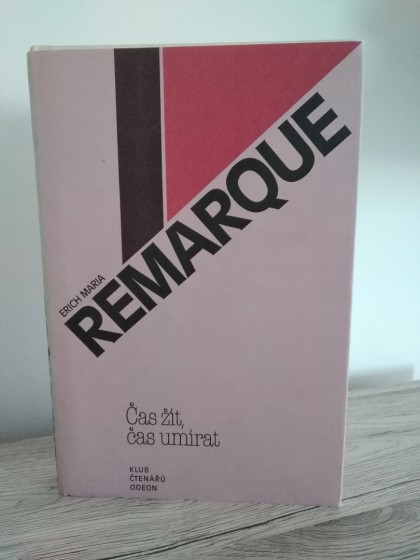 ERICH MARIA
REMARQUE
Čas žít,
čas umírat
KLUB
ČTENÁŘŮ
ODEON